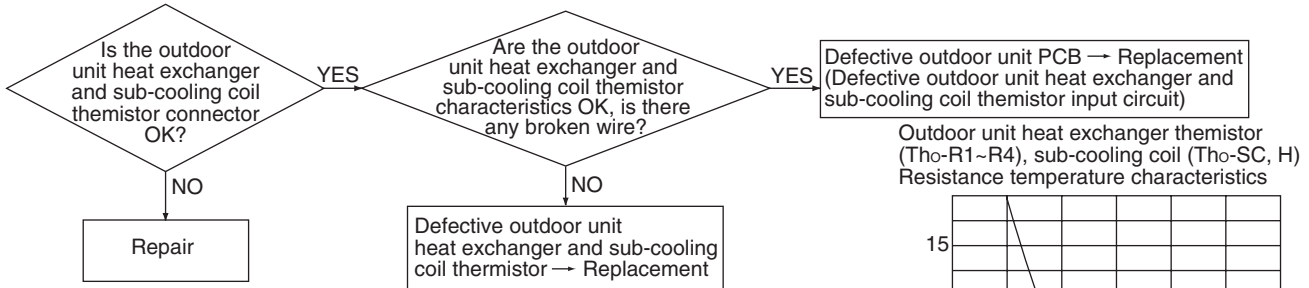 Is the outdoor
unit heat exchanger
and sub-cooling coil
themistor connector
OK?
YES
NO
Repair
Are the outdoor
unit heat exchanger and
sub-cooling coil themistor
characteristics OK, is there
any broken wire?
YES
NO
Defective outdoor unit
heat exchanger and sub-cooling
coil thermistor → Replacement
Defective outdoor unit PCB → Replacement
(Defective outdoor unit heat exchanger and
sub-cooling coil themistor input circuit)
Outdoor unit heat exchanger themistor
(Tho-R1~R4), sub-cooling coil (Tho-SC, H)
Resistance temperature characteristics
15